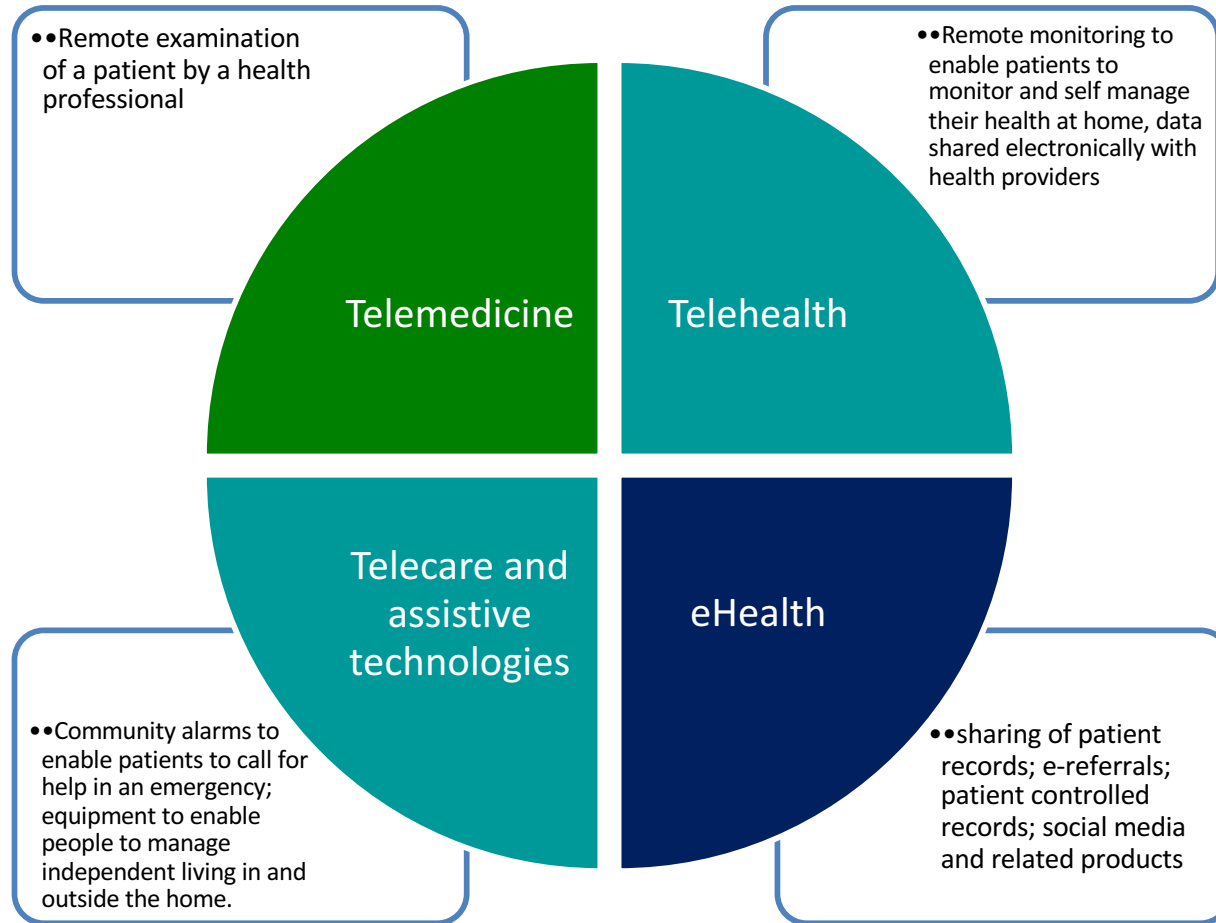 ••Remote examination
of a patient by a health
professional
••Remote monitoring to
enable patients to
monitor and self manage
their health at home, data
shared electronically with
health providers
Telemedicine
Telehealth
Telecare and
assistive
technologies
eHealth
••Community alarms to
enable patients to call for
help in an emergency;
equipment to enable
people to manage
independent living in and
outside the home.
••sharing of patient
records; e-referrals;
patient controlled
records; social media
and related products